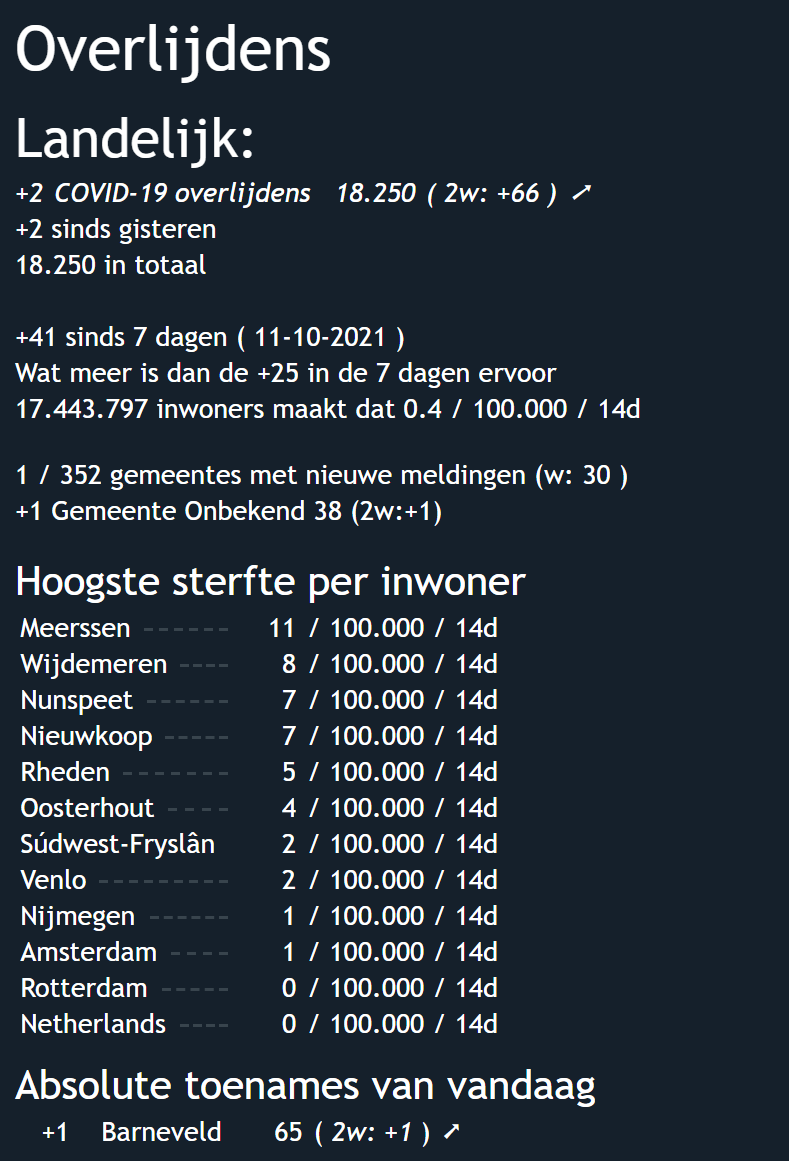 Overlijdens
Landelijk:
+2 COVID-19 overlijdens 18.250 ( 2w: +66 ) ➚
+2 sinds gisteren
18.250 in totaal
+41 sinds 7 dagen ( 11-10-2021 )
Wat meer is dan de +25 in de 7 dagen ervoor
17.443.797 inwoners maakt dat 0.4 / 100.000 / 14d
1 / 352 gemeentes met nieuwe meldingen (w: 30 )
+1 Gemeente Onbekend 38 (2w:+1)
Hoogste sterfte per inwoner
Meerssen ------ 11 / 100.000 / 14d
Wijdemeren ---- 8 / 100.000 / 14d
Nunspeet ------ 7 / 100.000 / 14d
Nieuwkoop ----- 7 / 100.000 / 14d
Rheden ------- 5 / 100.000 / 14d
Oosterhout ---- 4 / 100.000 / 14d
Súdwest-Fryslân 2 / 100.000 / 14d
Venlo --------- 2 / 100.000 / 14d
Nijmegen ------ 1 / 100.000 / 14d
Amsterdam ---- 1 / 100.000 / 14d
Rotterdam ----- 0 / 100.000 / 14d
Netherlands ---- 0 / 100.000 / 14d
Absolute toenames van vandaag
+1 Barneveld 65 ( 2w: +1 ) ➚